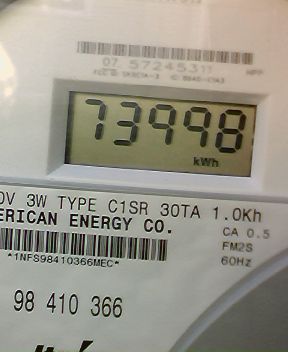 07 57245311
73998
kWh
0V 3W TYPE C1SR 30TA 1.0Kh
ERICAN ENERGY CO.
CA 0.5
FM2S
*1NFS98410366MEC*
60Hz
98 410 366